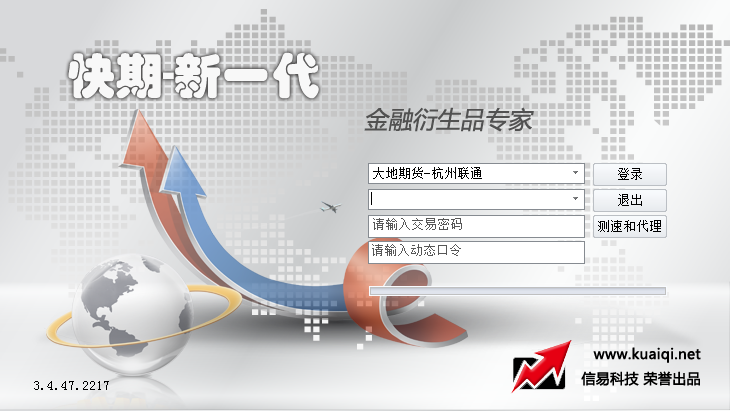 快期-新一代
金融衍生品专家
大地期货-杭州联通
登录
退出
请输入交易密码
测速和代理
请输入动态口令
www.kuaiqi.net
信易科技 荣誉出品
3.4.47.2217